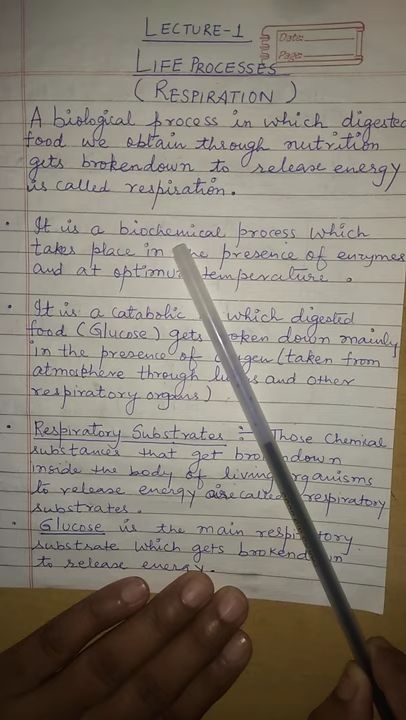 LECTURE-1
Date:
Page:
LIFE PROCESSES
(RESPIRATION)
A biological process in which digested
food we obtain through nutrition
gets brokendown to release energy
is called respiration.
• It is a biochemical process which
takes place in the presence of enzymes
and at optimum temperature.
• It is a catabolic which digested
food (Glucose) gets broken down mainly
in the presence of oxygen (taken from
atmosphere through lungs and other
respiratory organs)
• Respiratory Substrates :- Those Chemical
substances that get brokendown
inside the body of living organisms
to release energy are called respiratory
substrates.
• Glucose is the main respiratory
substrate which gets brokendown
to release energy.